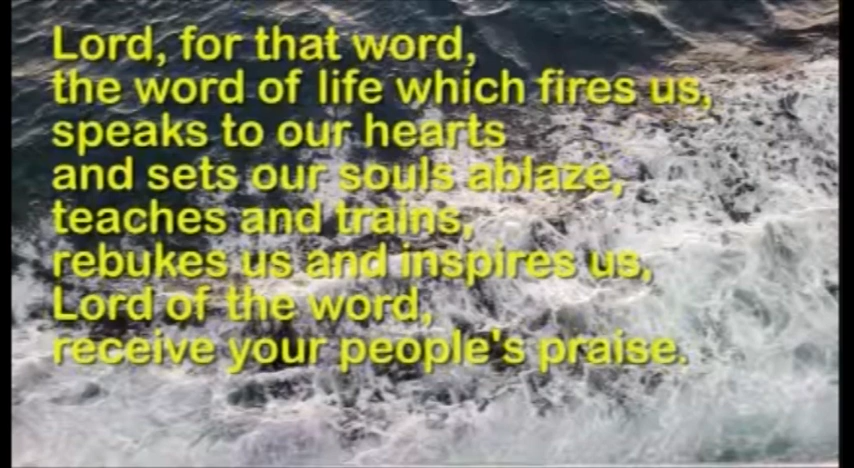 Lord, for that word,
the word of life which fires us,
speaks to our hearts
and sets our souls ablaze,
teaches and trains,
rebukes us and inspires us,
Lord of the word,
receive your people's praise.